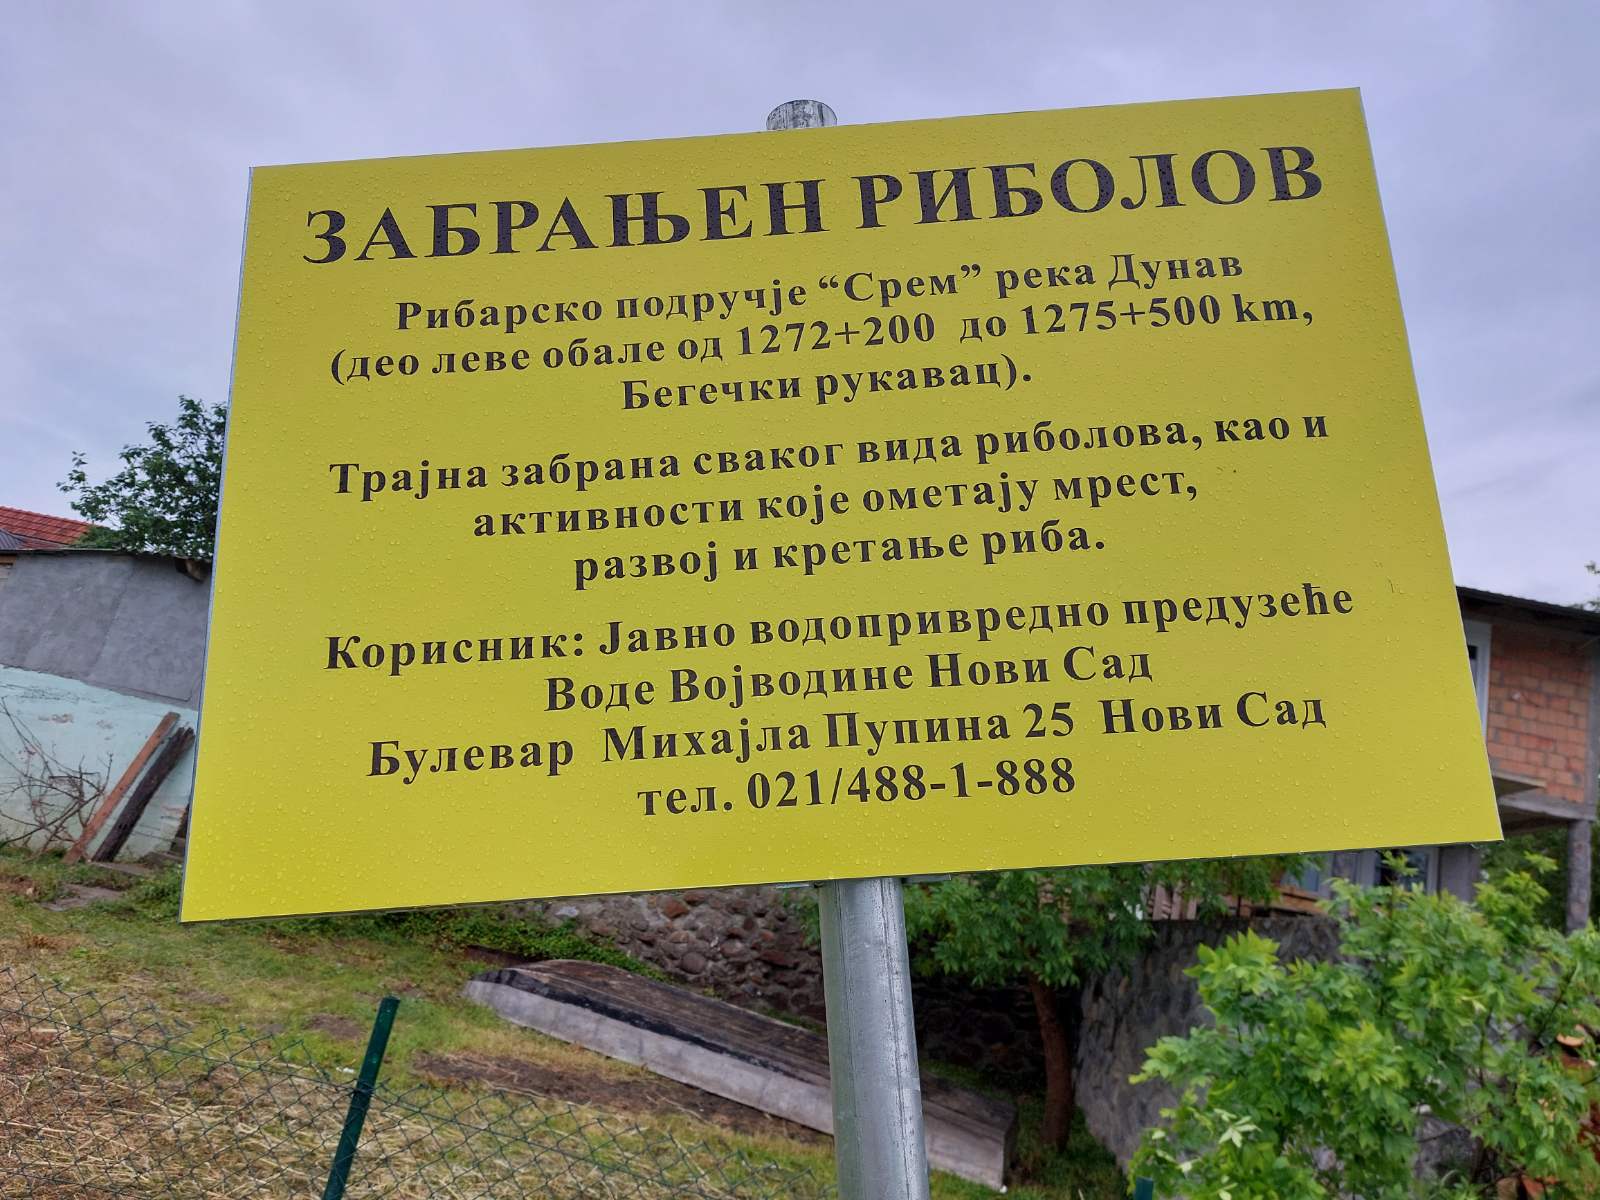 ЗАБРАЊЕН РИБОЛОВ
Рибарско подручје “Срем” река Дунав
(део леве обале од 1272+200 до 1275+500 km,
Бегечки рукавац).
Трајна забрана сваког вида риболова, као и
активности које ометају мрест,
развој и кретање риба.
Корисник: Јавно водопривредно предузеће
Воде Војводине Нови Сад
Булевар Михајла Пупина 25 Нови Сад
тел. 021/488-1-888